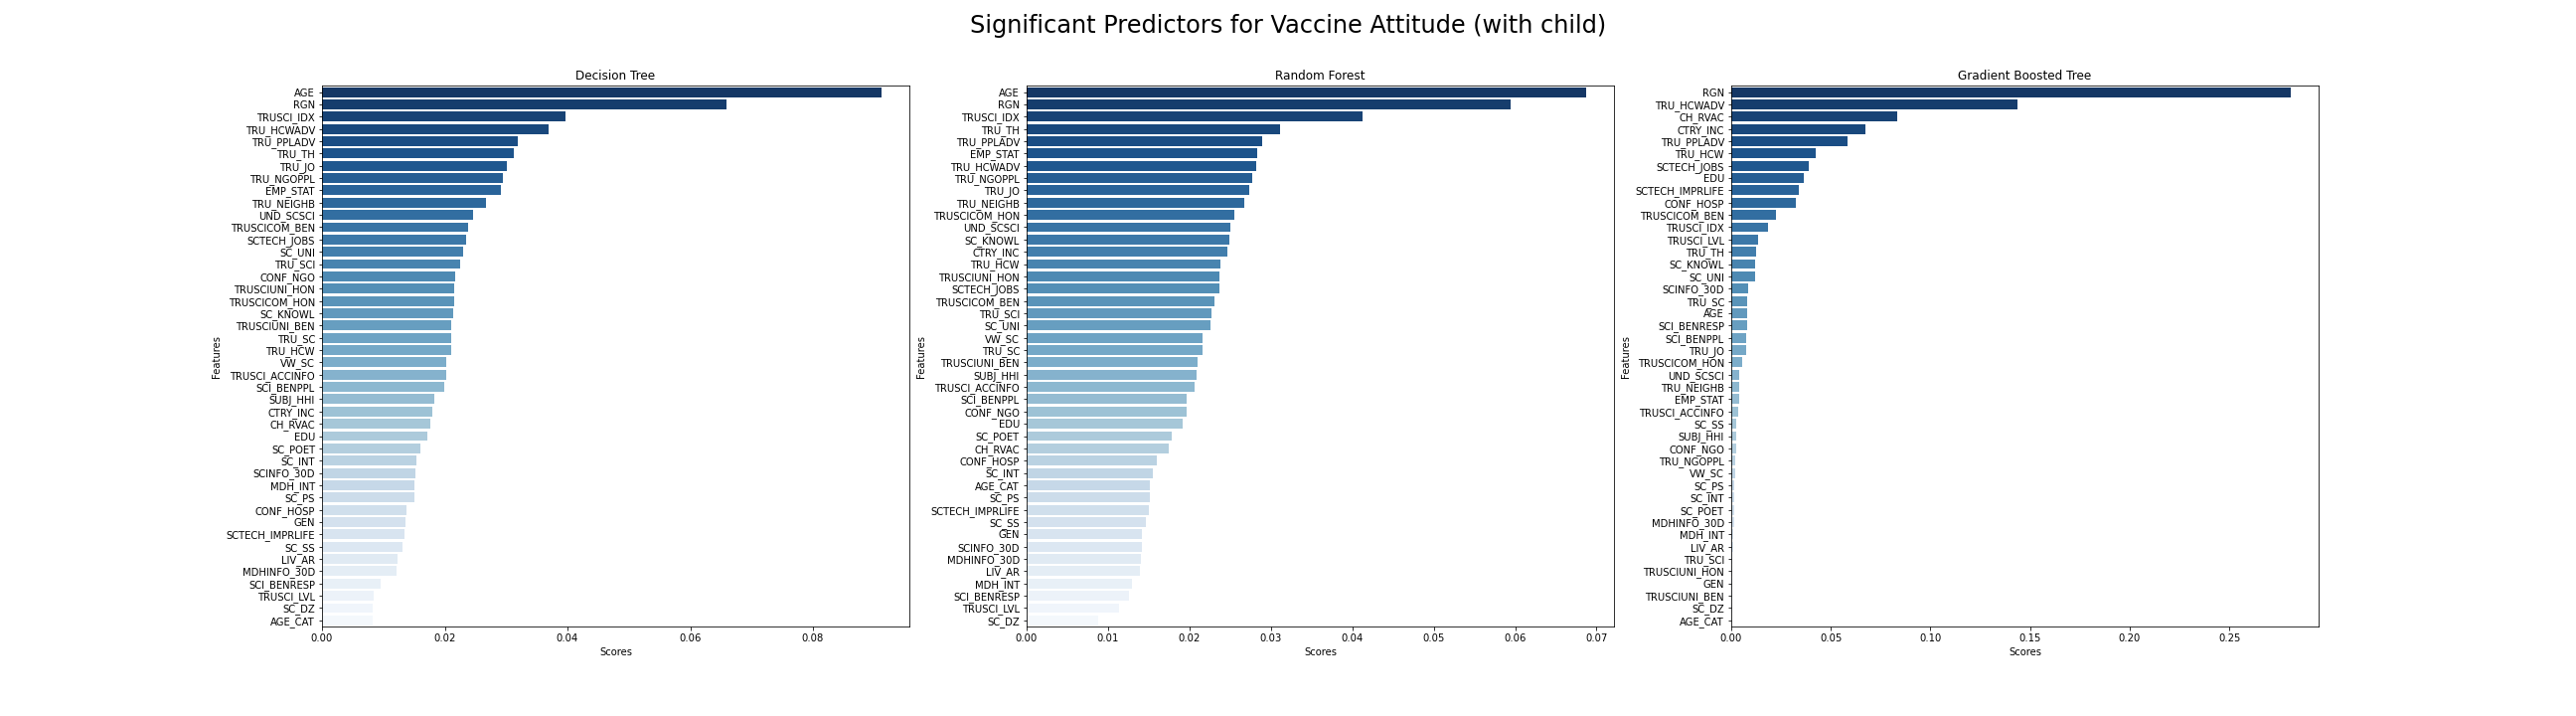 Significant Predictors for Vaccine Attitude (with child)
Decision Tree
Features
AGE
RGN
TRUSCI_IDX
TRU_HCWADV
TRU_PPLADV
TRU_TH
TRU_JO
TRU_NGOPPL
EMP_STAT
TRU_NEIGHB
UND_SCSCI
TRUSCICOM_BEN
SCTECH_JOBS
SC_UNI
TRU_SCI
CONF_NGO
TRUSCIUNI_HON
TRUSCICOM_HON
SC_KNOWL
TRUSCIUNI_BEN
TRU_SC
TRU_HCW
VW_SC
TRUSCI_ACCINFO
SCI_BENPPL
SUBJ_HHI
CTRY_INC
CH_RVAC
EDU
SC_POET
SC_INT
SCINFO_30D
MDH_INT
SC_PS
CONF_HOSP
GEN
SCTECH_IMPRLIFE
SC_SS
LIV_AR
MDHINFO_30D
SCI_BENRESP
TRUSCI_LVL
SC_DZ
AGE_CAT
0.00 0.02 0.04 0.06 0.08
Scores
Random Forest
Features
AGE
RGN
TRUSCI_IDX
TRU_TH
TRU_PPLADV
EMP_STAT
TRU_HCWADV
TRU_NGOPPL
TRU_JO
TRU_NEIGHB
TRUSCICOM_HON
UND_SCSCI
SC_KNOWL
CTRY_INC
TRU_HCW
TRUSCIUNI_HON
SCTECH_JOBS
TRUSCICOM_BEN
TRU_SCI
SC_UNI
VW_SC
TRU_SC
TRUSCIUNI_BEN
SUBJ_HHI
TRUSCI_ACCINFO
SCI_BENPPL
CONF_NGO
EDU
SC_POET
CH_RVAC
CONF_HOSP
SC_INT
AGE_CAT
SC_PS
SCTECH_IMPRLIFE
SC_SS
GEN
SCINFO_30D
MDHINFO_30D
LIV_AR
MDH_INT
SCI_BENRESP
TRUSCI_LVL
SC_DZ
0.00 0.01 0.02 0.03 0.04 0.05 0.06 0.07
Scores
Gradient Boosted Tree
Features
RGN
TRU_HCWADV
CH_RVAC
CTRY_INC
TRU_PPLADV
TRU_HCW
SCTECH_JOBS
EDU
SCTECH_IMPRLIFE
CONF_HOSP
TRUSCICOM_BEN
TRUSCI_IDX
TRUSCI_LVL
TRU_TH
SC_KNOWL
SC_UNI
SCINFO_30D
TRU_SC
AGE
SCI_BENRESP
SCI_BENPPL
TRU_JO
TRUSCICOM_HON
UND_SCSCI
TRU_NEIGHB
EMP_STAT
TRUSCI_ACCINFO
SC_SS
SUBJ_HHI
CONF_NGO
TRU_NGOPPL
VW_SC
SC_PS
SC_INT
SC_POET
MDHINFO_30D
MDH_INT
LIV_AR
TRU_SCI
TRUSCIUNI_HON
GEN
TRUSCIUNI_BEN
SC_DZ
AGE_CAT
0.00 0.05 0.10 0.15 0.20 0.25
Scores